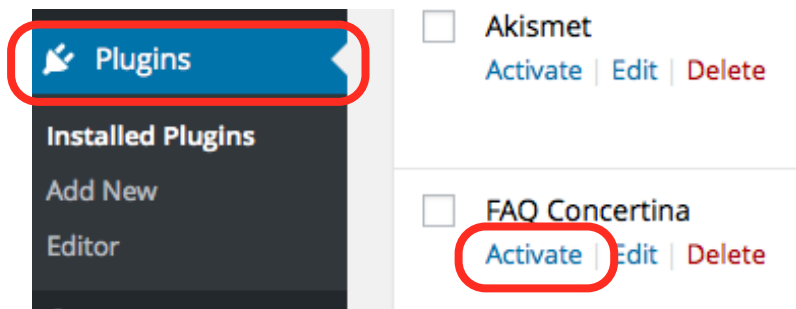 Plugins
Installed Plugins
Add New
Editor
Akismet
Activate | Edit | Delete
FAQ Concertina
Activate | Edit | Delete